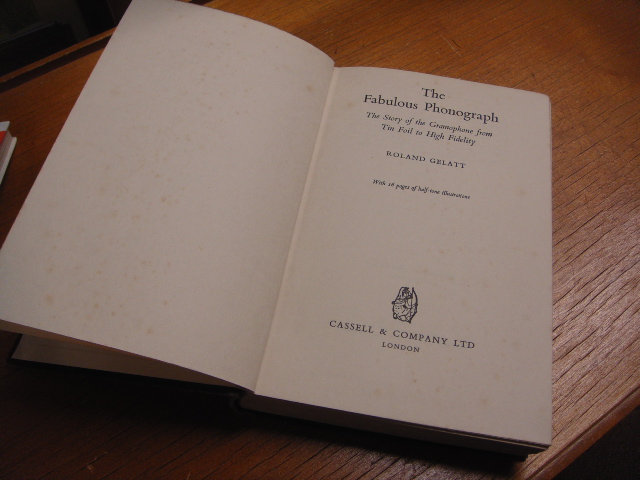 The
Fabulous Phonograph
The Story of the Gramophone from
Tin Foil to High Fidelity
ROLAND GELATT
With 16 pages of half-tone illustrations
CASSELL & COMPANY LTD
LONDON